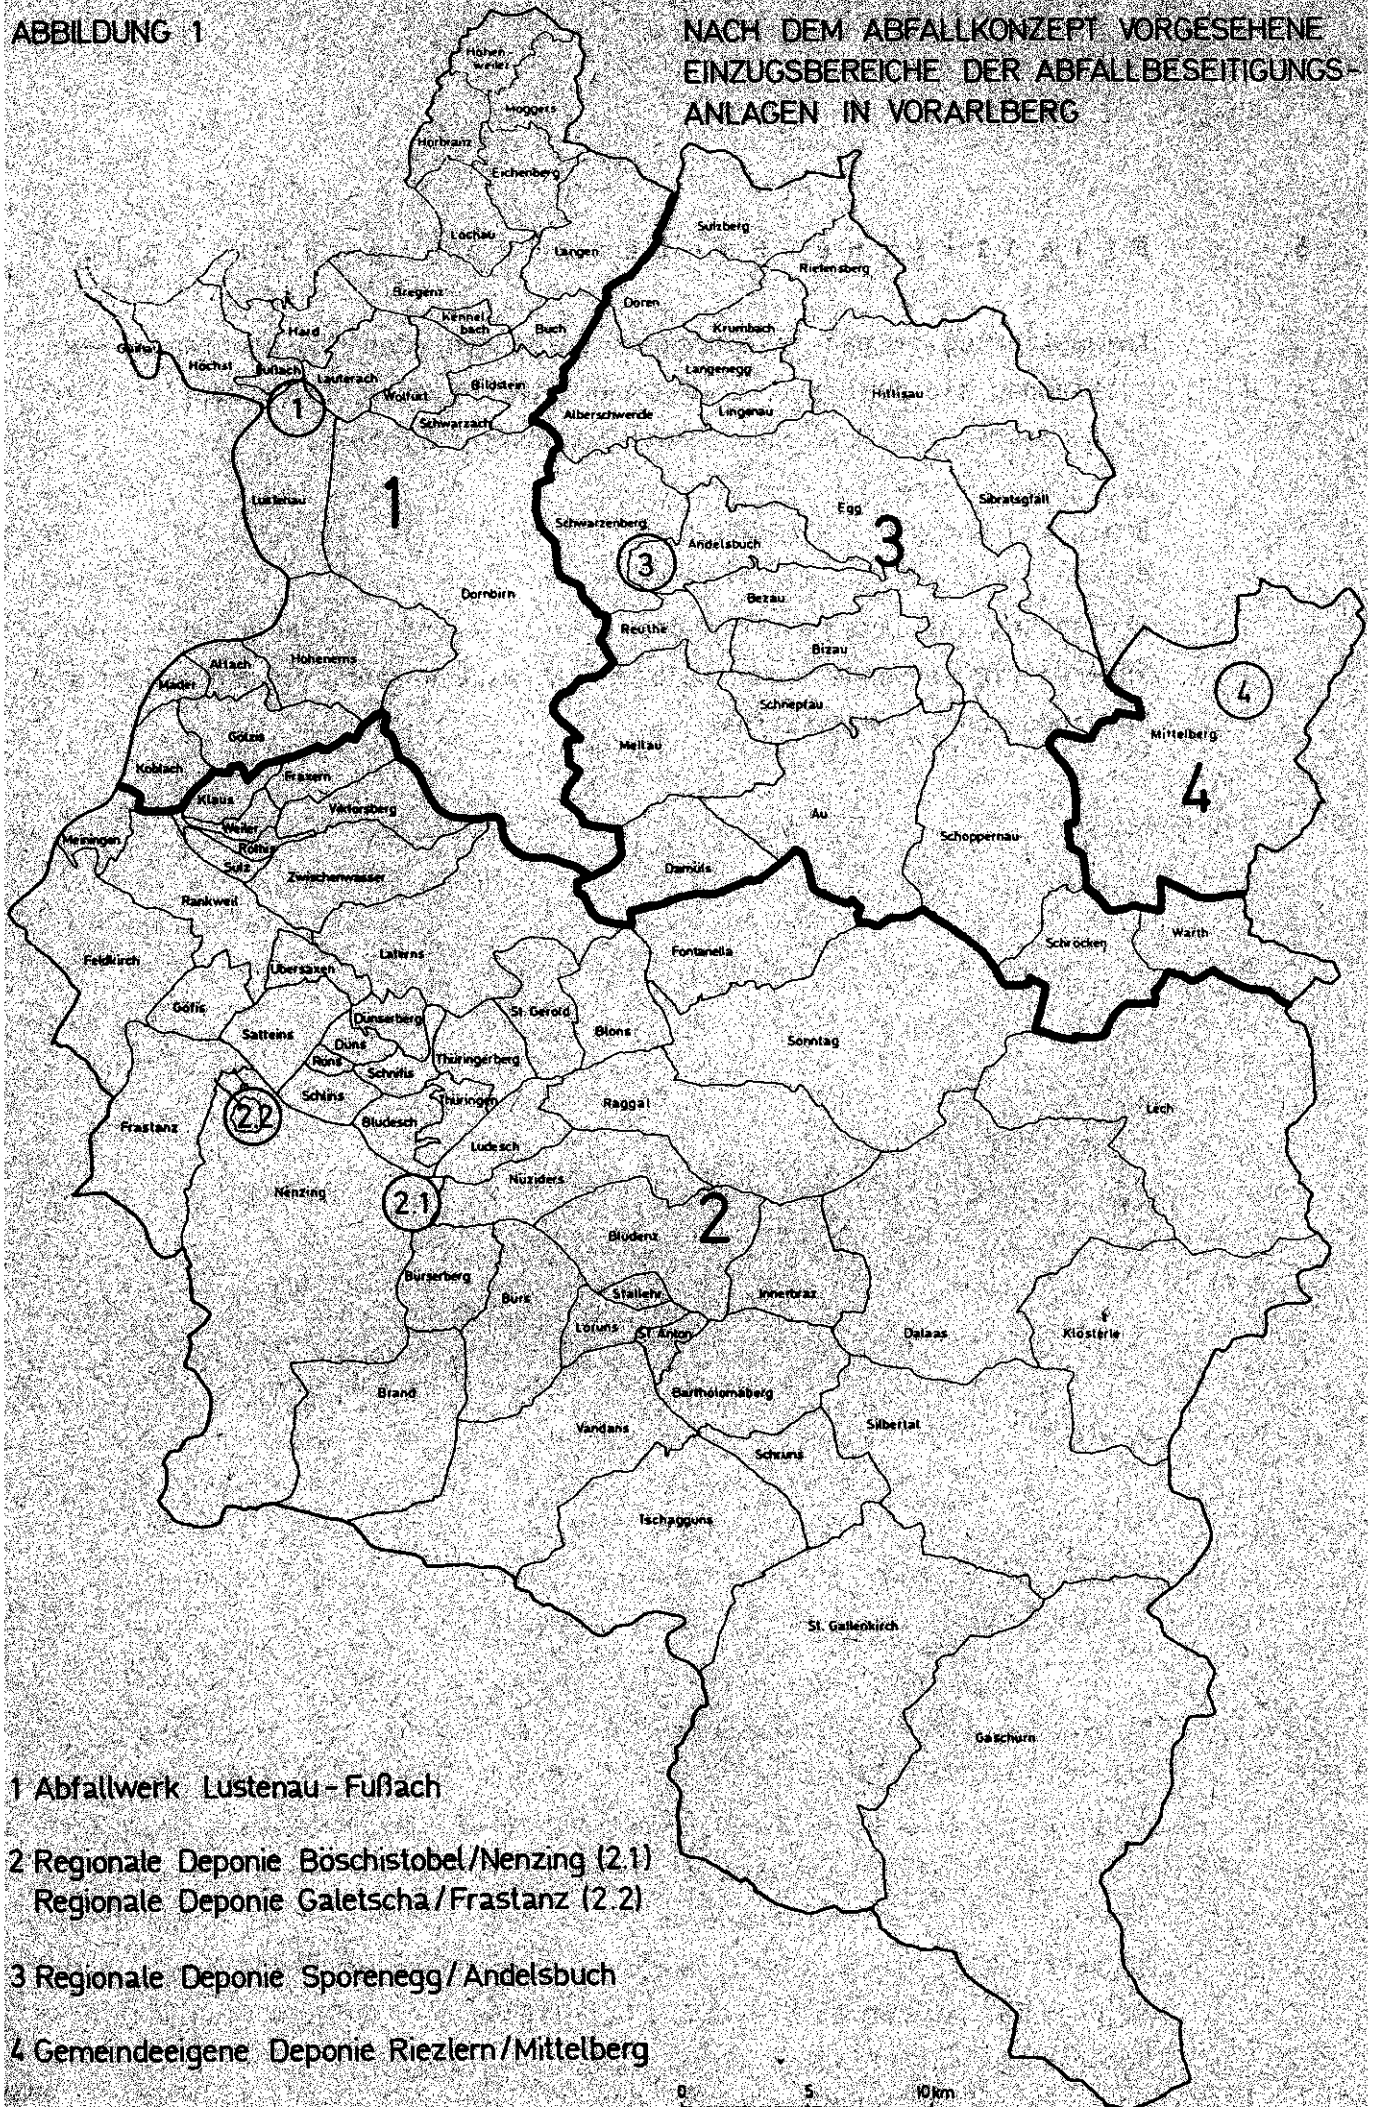 ABBILDUNG 1
NACH DEM ABFALLKONZEPT VORGESEHENE
EINZUGSBEREICHE DER ABFALLBESEITIGUNGS-
ANLAGEN IN VORARLBERG
Hohen-
weiler
Möggers
Hörbranz
Eichenberg
Lochau
Langen
Sulzberg
Riefensberg
Bregenz
Kennel
bach
Buch
Doren
Krumbach
Hard
Höchst
Fußach
Lauterach
Wolfurt
Bildstein
Schwarzach
Langenegg
Hittisau
Alberschwende
Lingenau
1
Lustenau
1
Schwarzenberg
Egg
Sibratsgfäll
Andelsbuch
3
3
Dornbirn
Bezau
Reuthe
Bizau
Altach
Hohenems
Mäder
Schnepfau
4
Mittelberg
4
Götzis
Mellau
Koblach
Fraxern
Klaus
Viktorsberg
Weiler
Röthis
Meiningen
Sulz
Zwischenwasser
Au
Schoppernau
Damüls
Rankweil
Feldkirch
Laterns
Fontanella
Schröcken
Warth
Übersaxen
Göfis
Satteins
Dünserberg
St. Gerold
Blons
Sonntag
Düns
Röns
Schnifis
Thüringerberg
Schlins
Thüringen
Raggal
Lech
2.2
Frastanz
Bludesch
Ludesch
Nüziders
Nenzing
2.1
2
Bludenz
Bürserberg
Bürs
Stallehr
Innerbraz
Lorüns
St. Anton
Dalaas
Klösterle
Brand
Bartholomäberg
Vandans
Silbertal
Schruns
Tschagguns
St. Gallenkirch
Gaschurn
1 Abfallwerk Lustenau - Fußach
2 Regionale Deponie Böschistobel/Nenzing (2.1)
Regionale Deponie Galetscha/Frastanz (2.2)
3 Regionale Deponie Sporenegg/Andelsbuch
4 Gemeindeeigene Deponie Riezlern/Mittelberg
0 5 10km